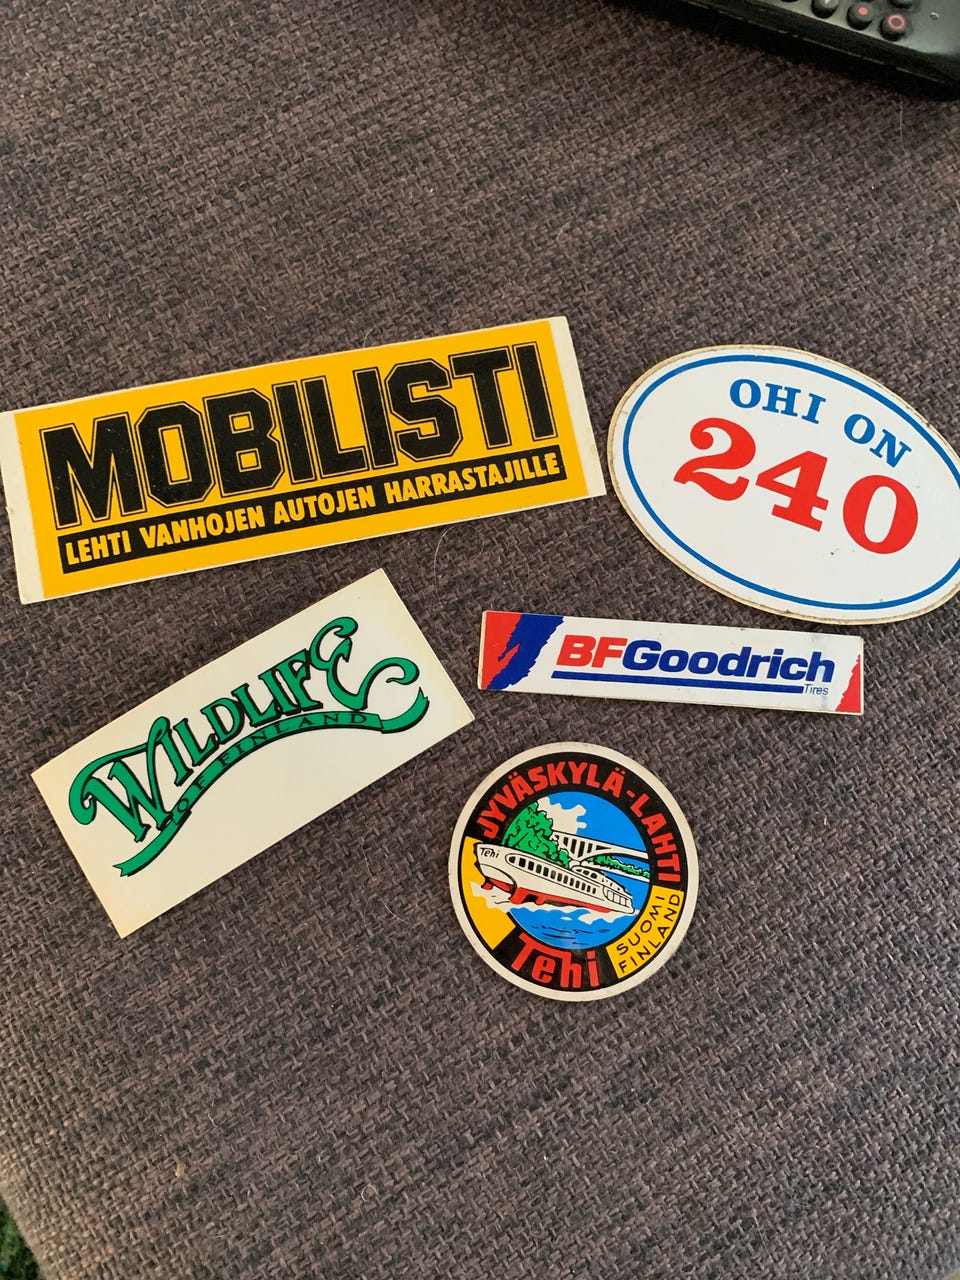 MOBILISTI
LEHTI VANHOJEN AUTOJEN HARRASTAJILLE
OHI ON
240
WILDLIFE
OF FINLAND
BFGoodrich
Tires
JYVÄSKYLÄ-LAHTI
Tehi
Tehi
SUOMI
FINLAND